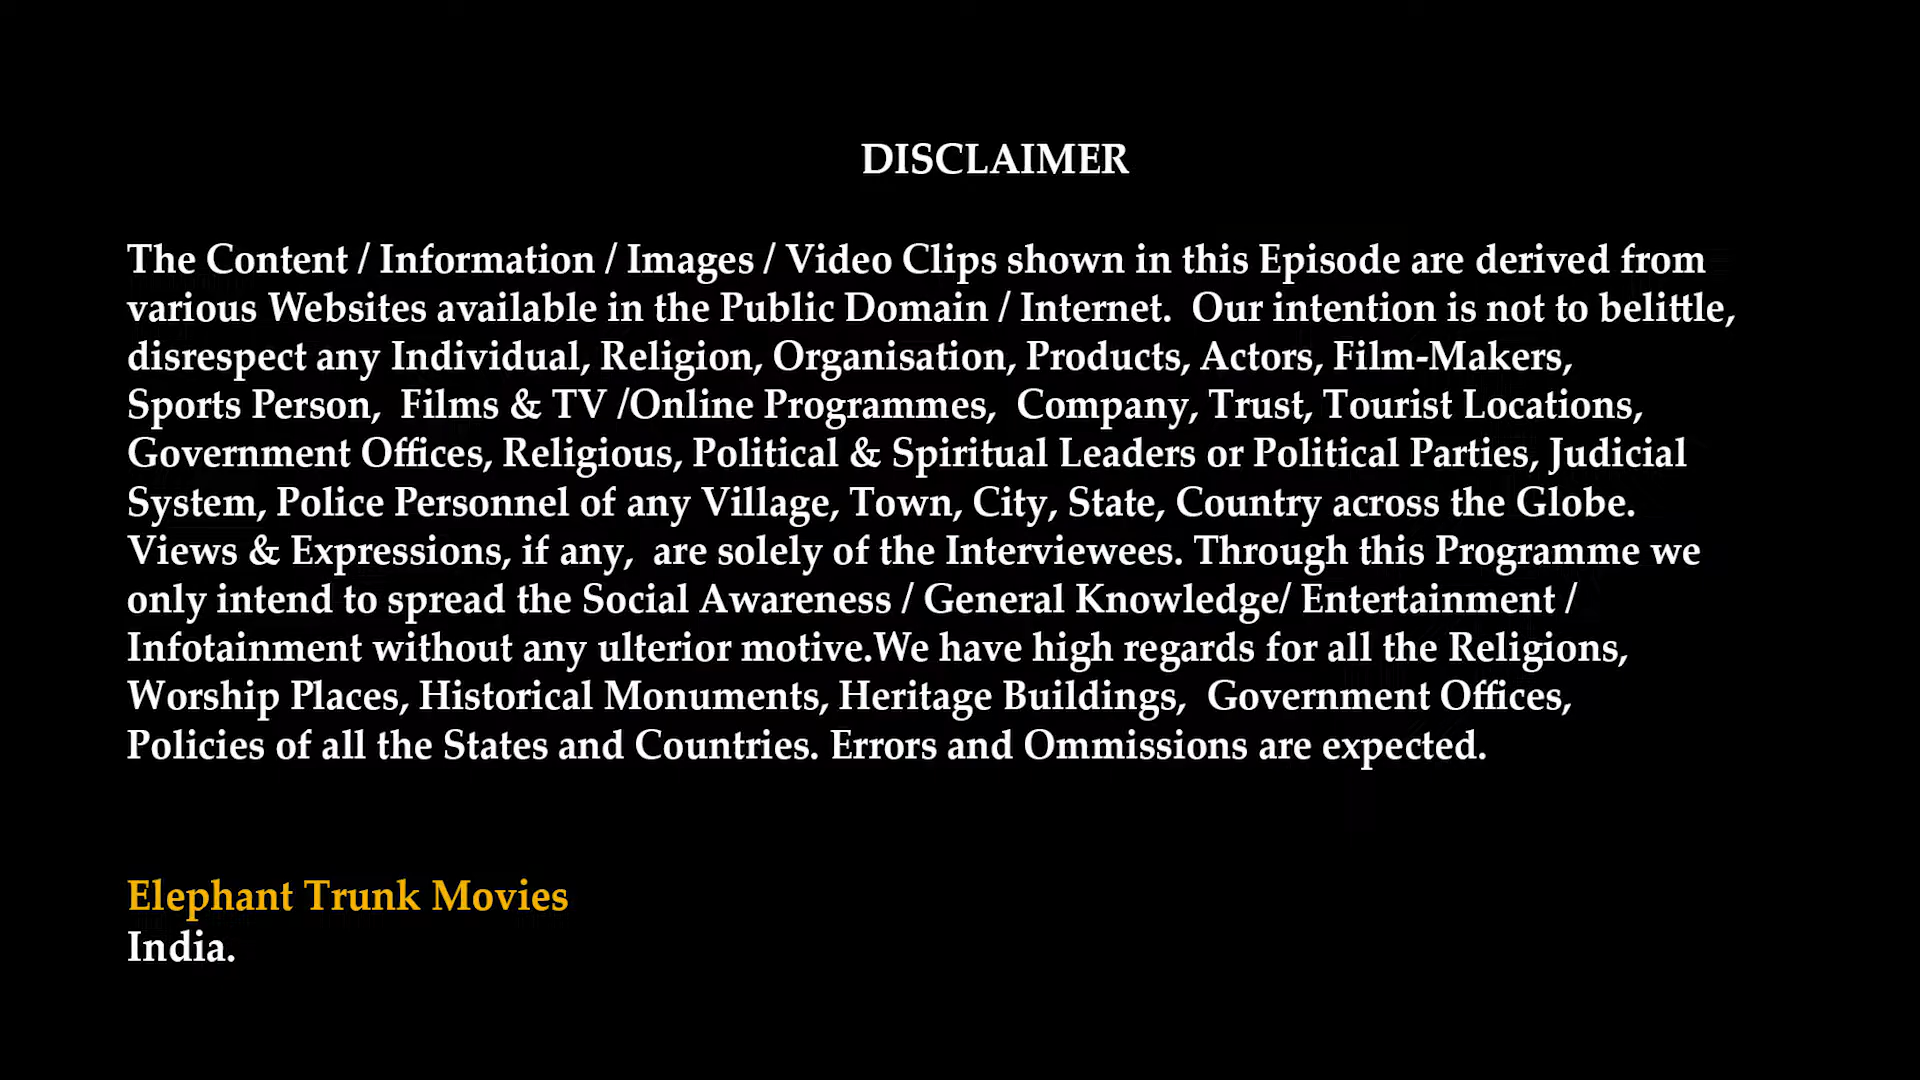 DISCLAIMER
The Content / Information / Images / Video Clips shown in this Episode are derived from
various Websites available in the Public Domain / Internet.  Our intention is not to belittle,
disrespect any Individual, Religion, Organisation, Products, Actors, Film-Makers,
Sports Person,  Films & TV /Online Programmes,  Company, Trust, Tourist Locations,
Government Offices, Religious, Political & Spiritual Leaders or Political Parties, Judicial
System, Police Personnel of any Village, Town, City, State, Country across the Globe.
Views & Expressions, if any,  are solely of the Interviewees. Through this Programme we
only intend to spread the Social Awareness / General Knowledge/ Entertainment /
Infotainment without any ulterior motive.We have high regards for all the Religions,
Worship Places, Historical Monuments, Heritage Buildings,  Government Offices,
Policies of all the States and Countries. Errors and Ommissions are expected.
Elephant Trunk Movies
India.